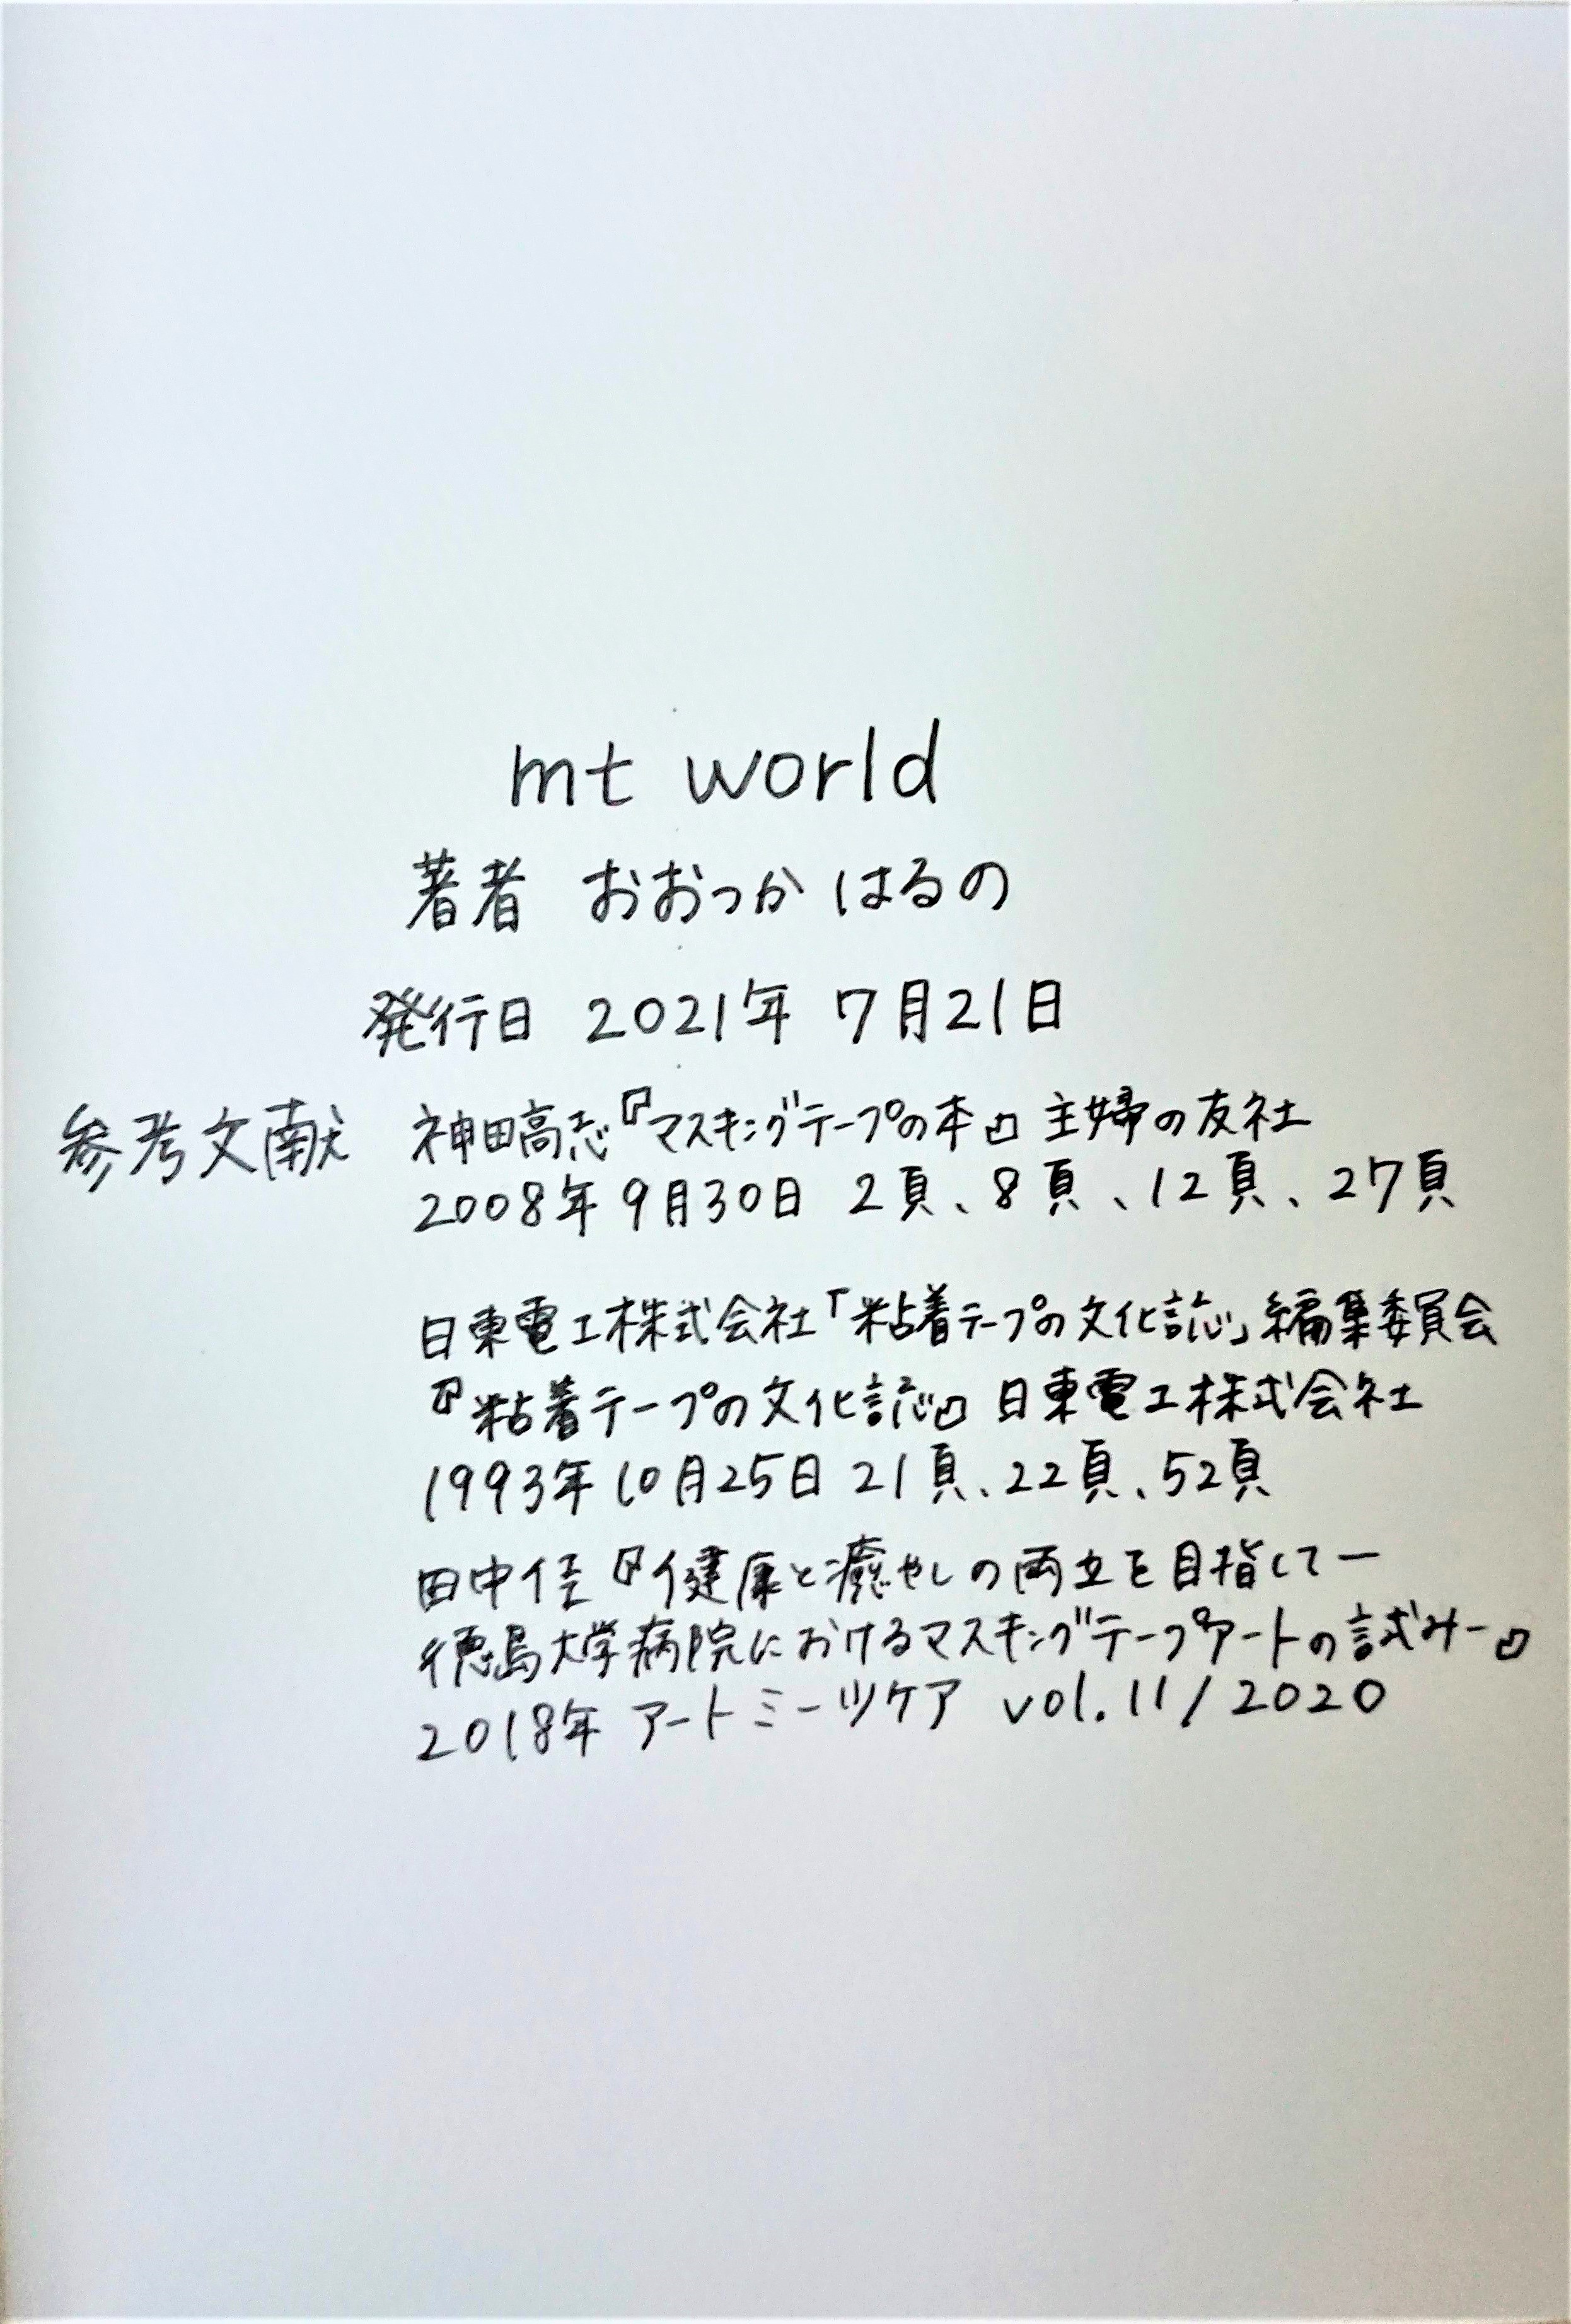 mt world
著者 おおつか はるの
発行日 2021年 7月21日
参考文献 神田高志『マスキングテープの本』主婦の友社
2008年9月30日 2頁、8頁、12頁、27頁
日東電工株式会社「粘着テープの文化誌」編集委員会
『粘着テープの文化誌』日東電工株式会社
1993年10月25日 21頁、22頁、52頁
田中佳『健康と癒やしの両立を目指してー
徳島大学病院におけるマスキングテープアートの試みー』
2018年 アートミーツケア vol.11/2020